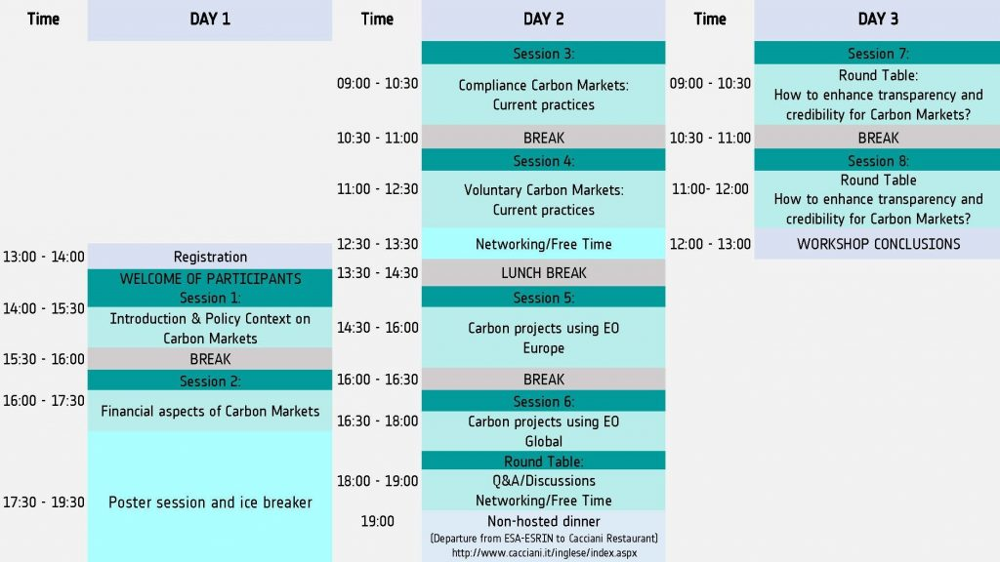 Time
DAY 1
13:00 - 14:00
Registration
WELCOME OF PARTICIPANTS
Session 1:
14:00 - 15:30
Introduction & Policy Context on
Carbon Markets
15:30 - 16:00
BREAK
Session 2:
16:00 - 17:30
Financial aspects of Carbon Markets
17:30 - 19:30
Poster session and ice breaker
Time
DAY 2
Session 3:
09:00 - 10:30
Compliance Carbon Markets:
Current practices
10:30 - 11:00
BREAK
Session 4:
11:00 - 12:30
Voluntary Carbon Markets:
Current practices
12:30 - 13:30
Networking/Free Time
13:30 - 14:30
LUNCH BREAK
Session 5:
14:30 - 16:00
Carbon projects using EO
Europe
16:00 - 16:30
BREAK
Session 6:
16:30 - 18:00
Carbon projects using EO
Global
Round Table:
18:00 - 19:00
Q&A/Discussions
Networking/Free Time
19:00
Non-hosted dinner
(Departure from ESA-ESRIN to Cacciani Restaurant)
http://www.cacciani.it/inglese/index.aspx
Time
DAY 3
Session 7:
09:00 - 10:30
Round Table:
How to enhance transparency and
credibility for Carbon Markets?
10:30 - 11:00
BREAK
Session 8:
11:00- 12:00
Round Table
How to enhance transparency and
credibility for Carbon Markets?
12:00 - 13:00
WORKSHOP CONCLUSIONS